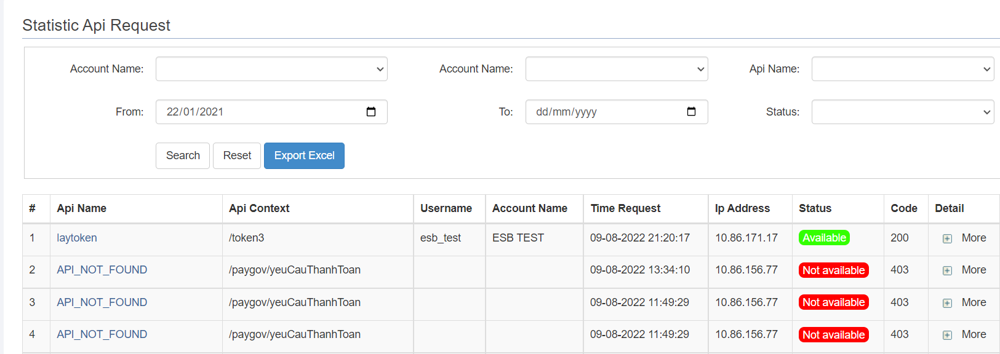 Statistic Api Request
Account Name: Account Name: Api Name:
From: 22/01/2021 To: dd/mm/yyyy Status:
Search Reset Export Excel
# Api Name Api Context Username Account Name Time Request Ip Address Status Code Detail
1 laytoken /token3 esb_test ESB TEST 09-08-2022 21:20:17 10.86.171.17 Available 200 More
2 API_NOT_FOUND /paygov/yeuCauThanhToan 09-08-2022 13:34:10 10.86.156.77 Not available 403 More
3 API_NOT_FOUND /paygov/yeuCauThanhToan 09-08-2022 11:49:29 10.86.156.77 Not available 403 More
4 API_NOT_FOUND /paygov/yeuCauThanhToan 09-08-2022 11:49:29 10.86.156.77 Not available 403 More